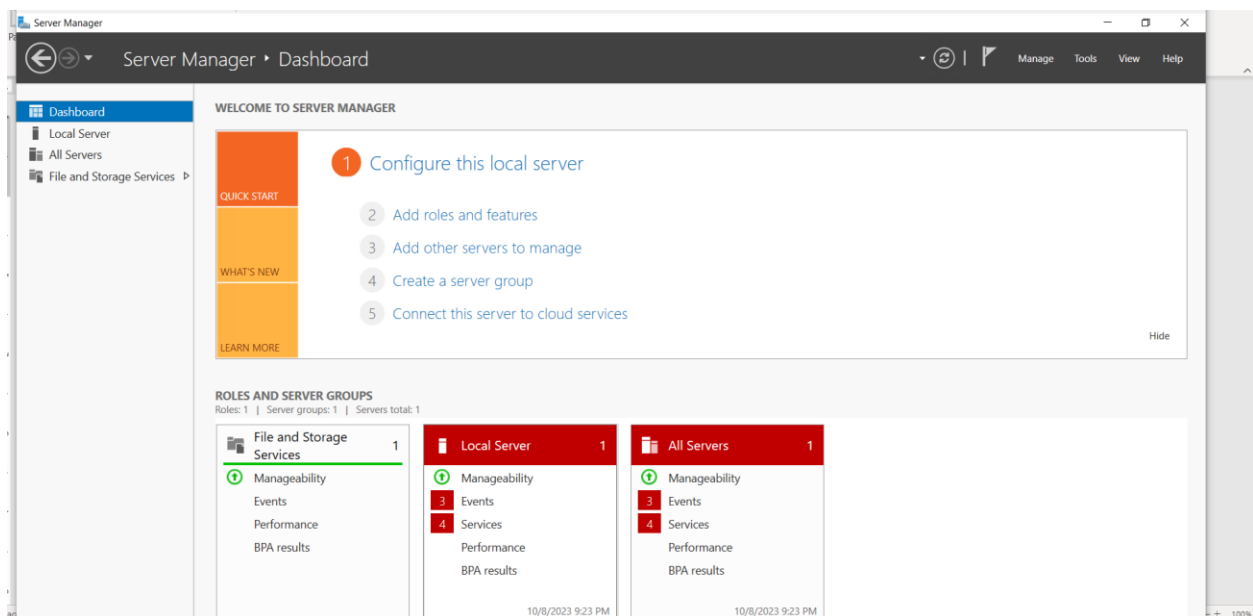 Server Manager
Server Manager • Dashboard
Manage Tools View Help
Dashboard
Local Server
All Servers
File and Storage Services
WELCOME TO SERVER MANAGER
QUICK START
WHAT'S NEW
LEARN MORE
1 Configure this local server
2 Add roles and features
3 Add other servers to manage
4 Create a server group
5 Connect this server to cloud services
Hide
ROLES AND SERVER GROUPS
Roles: 1 | Server groups: 1 | Servers total: 1
File and Storage
Services 1
Manageability
Events
Performance
BPA results
Local Server 1
Manageability
3 Events
4 Services
Performance
BPA results
10/8/2023 9:23 PM
All Servers 1
Manageability
3 Events
4 Services
Performance
BPA results
10/8/2023 9:23 PM
100%